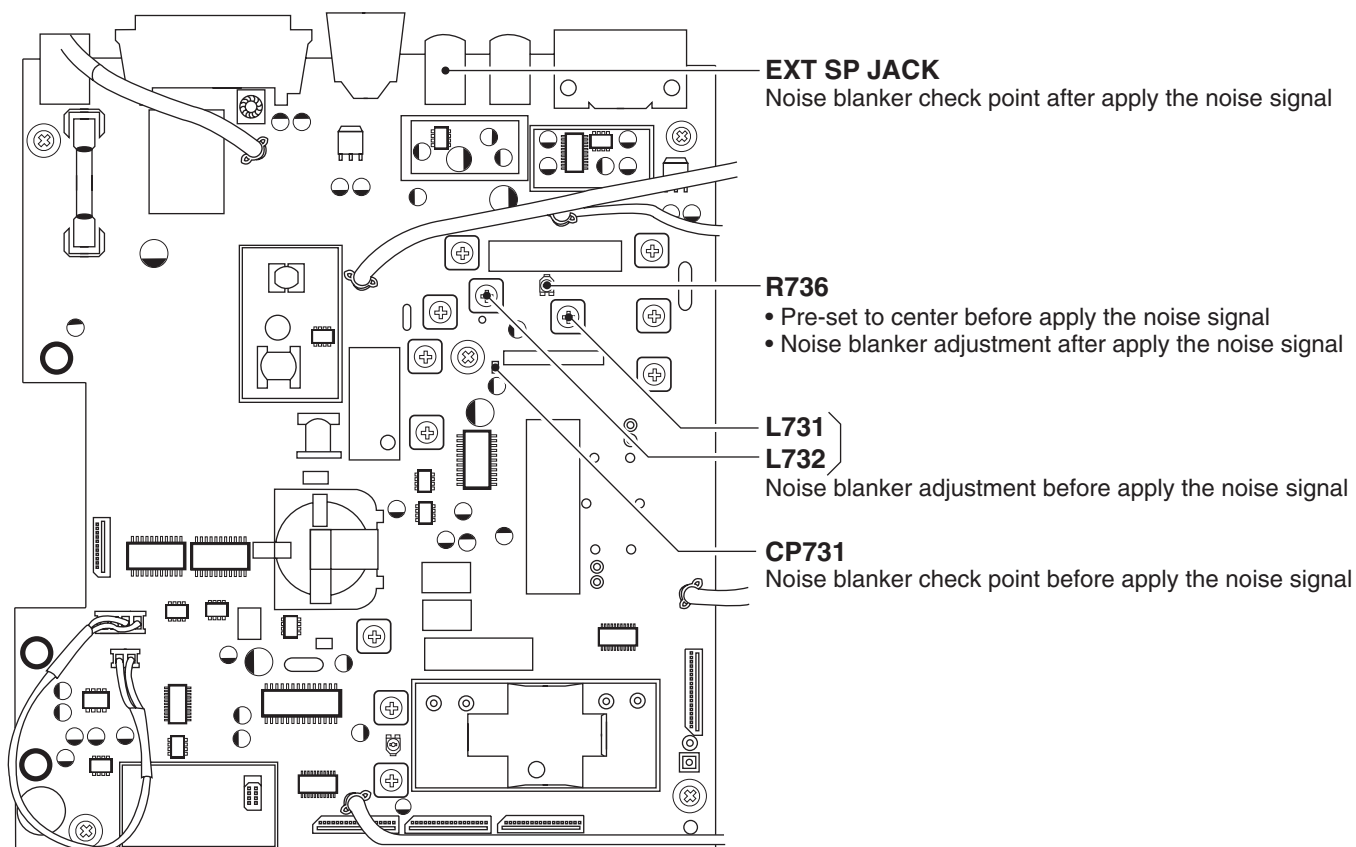 EXT SP JACK
Noise blanker check point after apply the noise signal
R736
• Pre-set to center before apply the noise signal
• Noise blanker adjustment after apply the noise signal
L731
L732
Noise blanker adjustment before apply the noise signal
CP731
Noise blanker check point before apply the noise signal